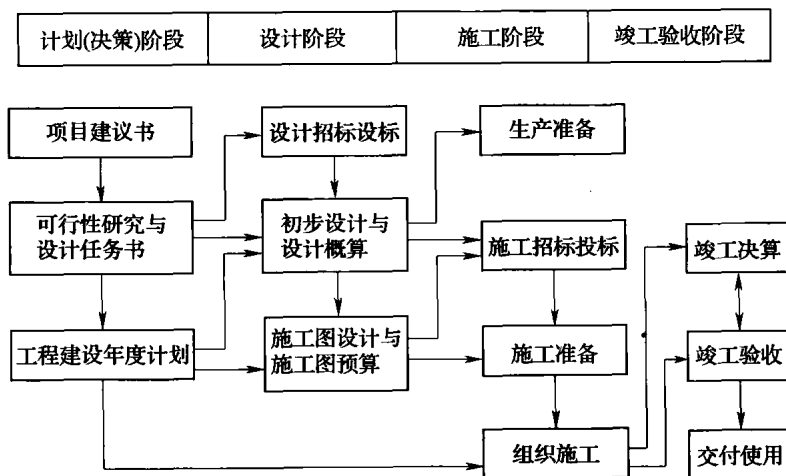 计划(决策)阶段
设计阶段
施工阶段
竣工验收阶段
项目建议书
设计招标设标
生产准备
可行性研究与
设计任务书
初步设计与
设计概算
施工招标投标
竣工决算
工程建设年度计划
施工图设计与
施工图预算
施工准备
竣工验收
组织施工
交付使用